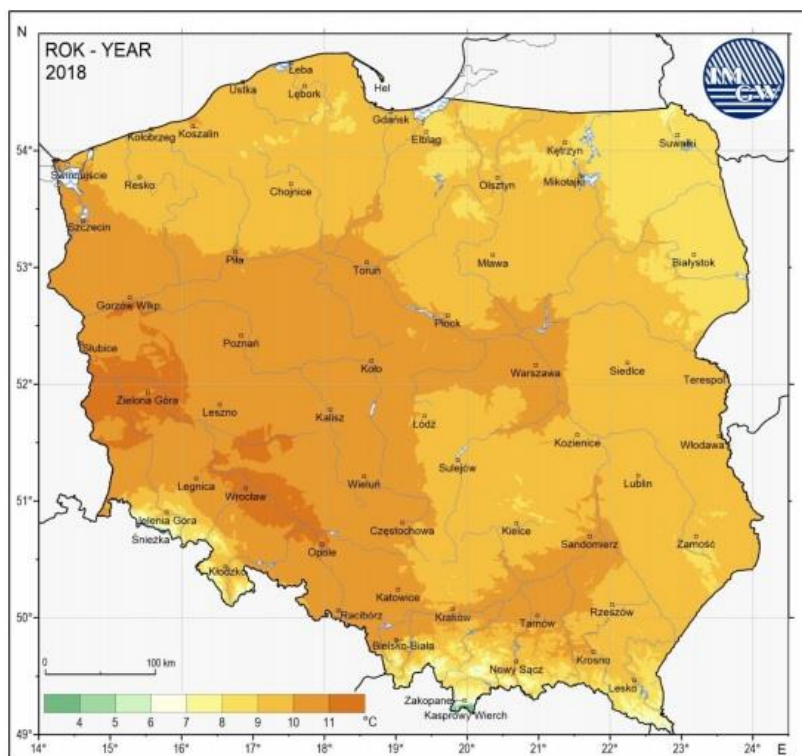 N
ROK - YEAR
2018
IM
GW
Łeba
Ustka
Hel
Lębork
Gdańsk
Koszalin
Kołobrzeg
Elbląg
Kętrzyn
Suwałki
54°
Świnoujście
Resko
Chojnice
Olsztyn
Mikołajki
Szczecin
Piła
Toruń
Mława
Białystok
53°
Gorzów Wlkp.
Płock
Słubice
Poznań
Koło
Warszawa
Siedlce
Terespol
52°
Zielona Góra
Leszno
Kalisz
Łódź
Kozienice
Włodawa
Sulejów
Legnica
Wrocław
Wieluń
Lublin
51°
Jelenia Góra
Śnieżka
Częstochowa
Kielce
Sandomierz
Zamość
Opole
Kłodzko
Katowice
50°
Racibórz
Kraków
Tarnów
Rzeszów
Bielsko-Biała
Nowy Sącz
Krosno
Lesko
0 100 km
Zakopane
Kasprowy Wierch
4 5 6 7 8 9 10 11 °C
49°
14° 15° 16° 17° 18° 19° 20° 21° 22° 23° 24° E